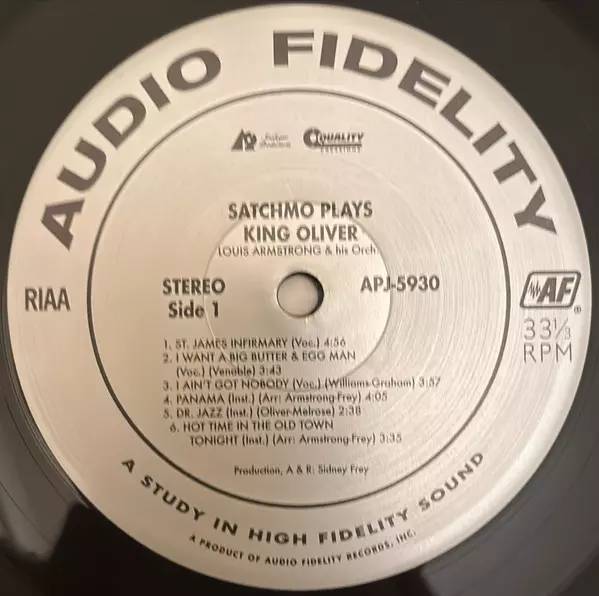 AUDIO FIDELITY
AP
QUALITY
SATCHMO PLAYS
KING OLIVER
LOUIS ARMSTRONG & his Orch
RIAA
STEREO
Side 1
APJ-5930
AF
®
33 1/3
RPM
1. ST. JAMES INFIRMARY (Voc.) 4:56
2. I WANT A BIG BUTTER & EGG MAN
(Voc.) (Venable) 3:43
3. I AIN'T GOT NOBODY (Voc.) (Williams-Graham) 3:57
4. PANAMA (Inst.) (Arr: Armstrong-Frey) 4:05
5. DR. JAZZ (Inst.) (Oliver-Melrose) 2:38
6. HOT TIME IN THE OLD TOWN
TONIGHT (Inst.) (Arr: Armstrong-Frey) 3:35
Production, A & R: Sidney Frey
A STUDY IN HIGH FIDELITY SOUND
A PRODUCT OF AUDIO FIDELITY RECORDS, INC.